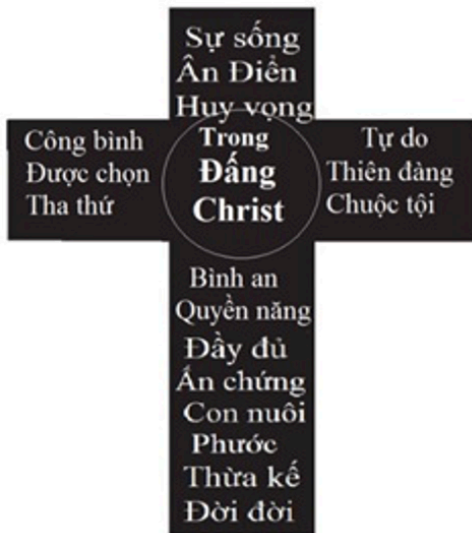 Sự sống
Ân Điển
Huy vọng
Công bình
Được chọn
Tha thứ
Trong
Đấng
Christ
Tự do
Thiên đàng
Chuộc tội
Bình an
Quyền năng
Đầy đủ
Ấn chứng
Con nuôi
Phước
Thừa kế
Đời đời